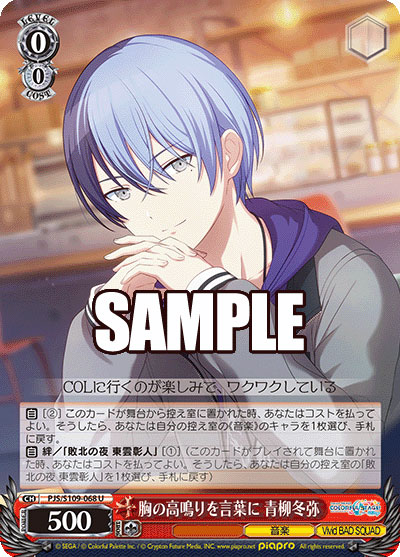 LEVEL
0
0
COST
SAMPLE
COLに行くのが楽しみで、ワクワクしている
自 [②] このカードが舞台から控え室に置かれた時、あなたはコストを払って
よい。そうしたら、あなたは自分の控え室の《音楽》のキャラを1枚選び、手札
に戻す。
自 絆／「敗北の夜 東雲彰人」 [①] （このカードがプレイされて舞台に置
かれた時、あなたはコストを払ってよい。そうしたら、あなたは自分の控え室の「敗
北の夜 東雲彰人」を1枚選び、手札に戻す）
CH PJS/S109-068 U
500
胸の高鳴りを言葉に 青柳冬弥
COLORFUL STAGE!
音楽
Vivid BAD SQUAD
© SEGA / © Colorful Palette Inc. / © Crypton Future Media, INC. www.piapro.net piapro All rights reserved.